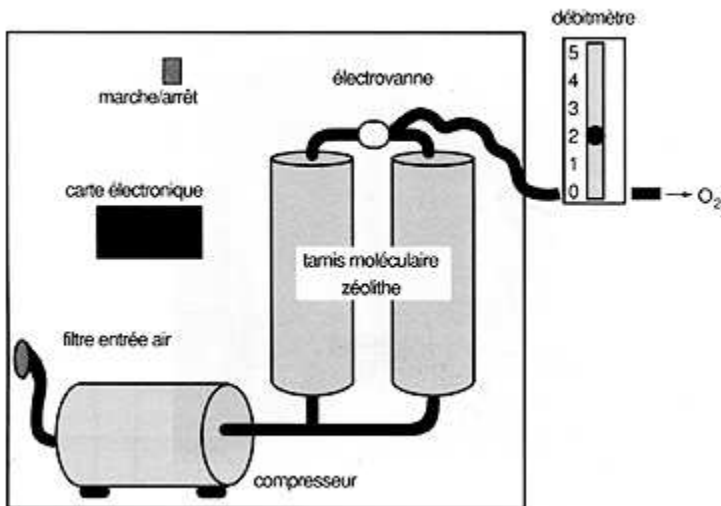 débitmètre
5
4
3
2
1
0
→ O₂
électrovanne
marche/arrêt
carte électronique
tamis moléculaire
zéolithe
filtre entrée air
compresseur